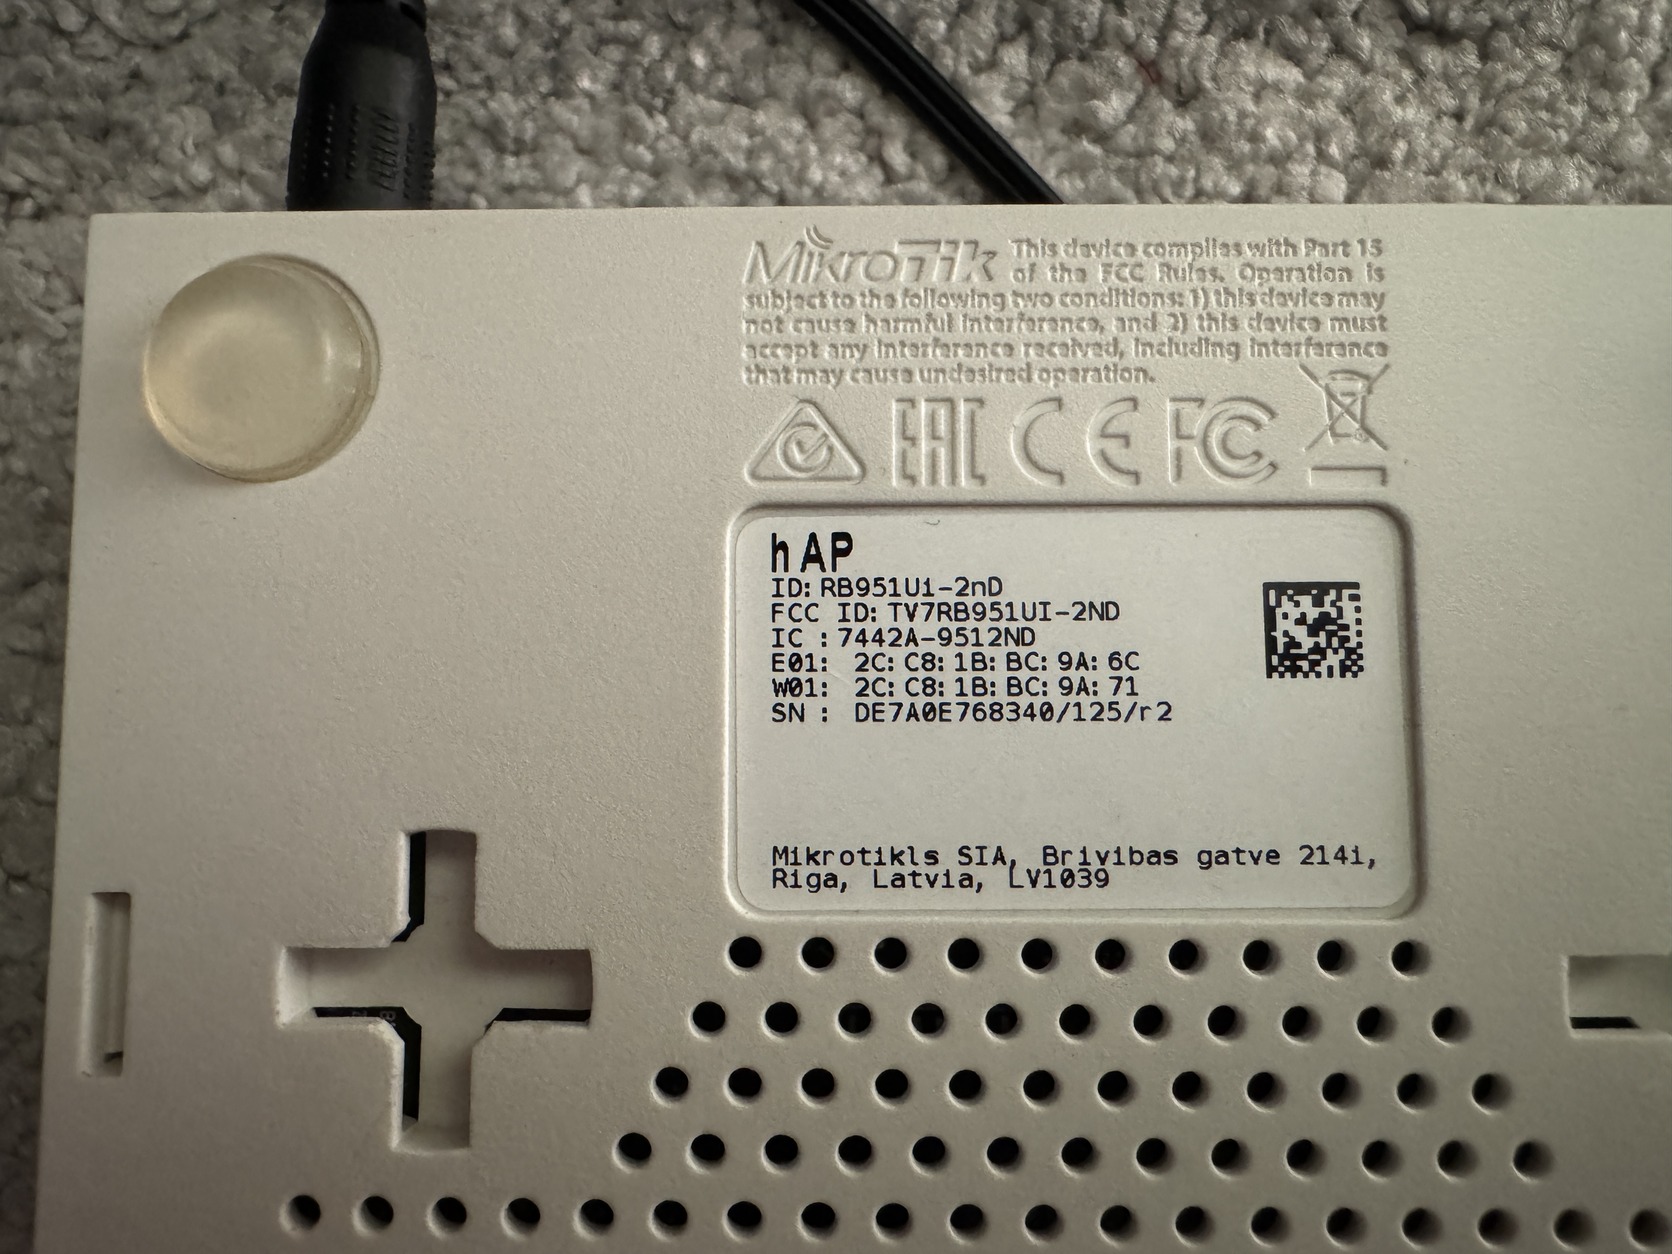 MikroTik This device complies with Part 15
of the FCC Rules. Operation is
subject to the following two conditions: 1) this device may
not cause harmful interference, and 2) this device must
accept any interference received, including interference
that may cause undesired operation.
EAC CE FC
h AP
ID: RB951Ui-2nD
FCC ID: TV7RB951UI-2ND
IC : 7442A-9512ND
E01: 2C: C8: 1B: BC: 9A: 6C
W01: 2C: C8: 1B: BC: 9A: 71
SN : DE7A0E768340/125/r2
Mikrotikls SIA, Brivibas gatve 214i,
Riga, Latvia, LV1039